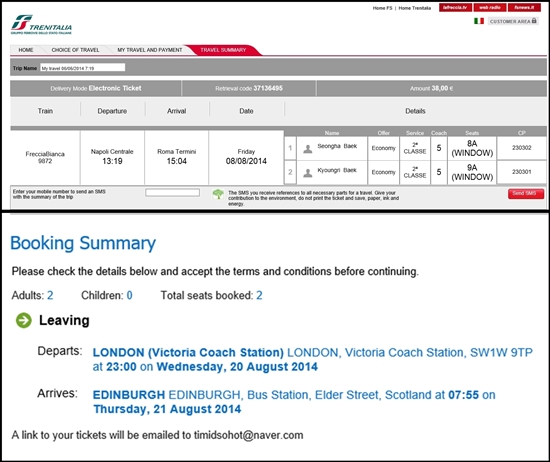 Home FS | Home Trenitalia
lafreccia.tv web radio fsnews.it
TRENITALIA
GRUPPO FERROVIE DELLO STATO ITALIANE
CUSTOMER AREA
HOME CHOICE OF TRAVEL MY TRAVEL AND PAYMENT TRAVEL SUMMARY
Trip Name My travel 06/06/2014 7:19
Delivery Mode Electronic Ticket Retrieval code 37136495 Amount 38,00 €
Train Departure Arrival Date Details
Name Offer Service Coach Seats CP
FrecciaBianca
9872
Napoli Centrale
13:19
Roma Termini
15:04
Friday
08/08/2014
1 Seongha Baek Economy 2ª CLASSE 5 8A (WINDOW) 230302
2 Kyoungri Baek Economy 2ª CLASSE 5 9A (WINDOW) 230301
Enter your mobile number to send an SMS
with the summary of the trip
The SMS you receive references to all necessary parts for a travel. Give your
contribution to the environment, do not print the ticket and save, paper, ink and
energy.
Send SMS
Booking Summary
Please check the details below and accept the terms and conditions before continuing.
Adults: 2 Children: 0 Total seats booked: 2
Leaving
Departs: LONDON (Victoria Coach Station) LONDON, Victoria Coach Station, SW1W 9TP
at 23:00 on Wednesday, 20 August 2014
Arrives: EDINBURGH EDINBURGH, Bus Station, Elder Street, Scotland at 07:55 on
Thursday, 21 August 2014
A link to your tickets will be emailed to timidsohot@naver.com